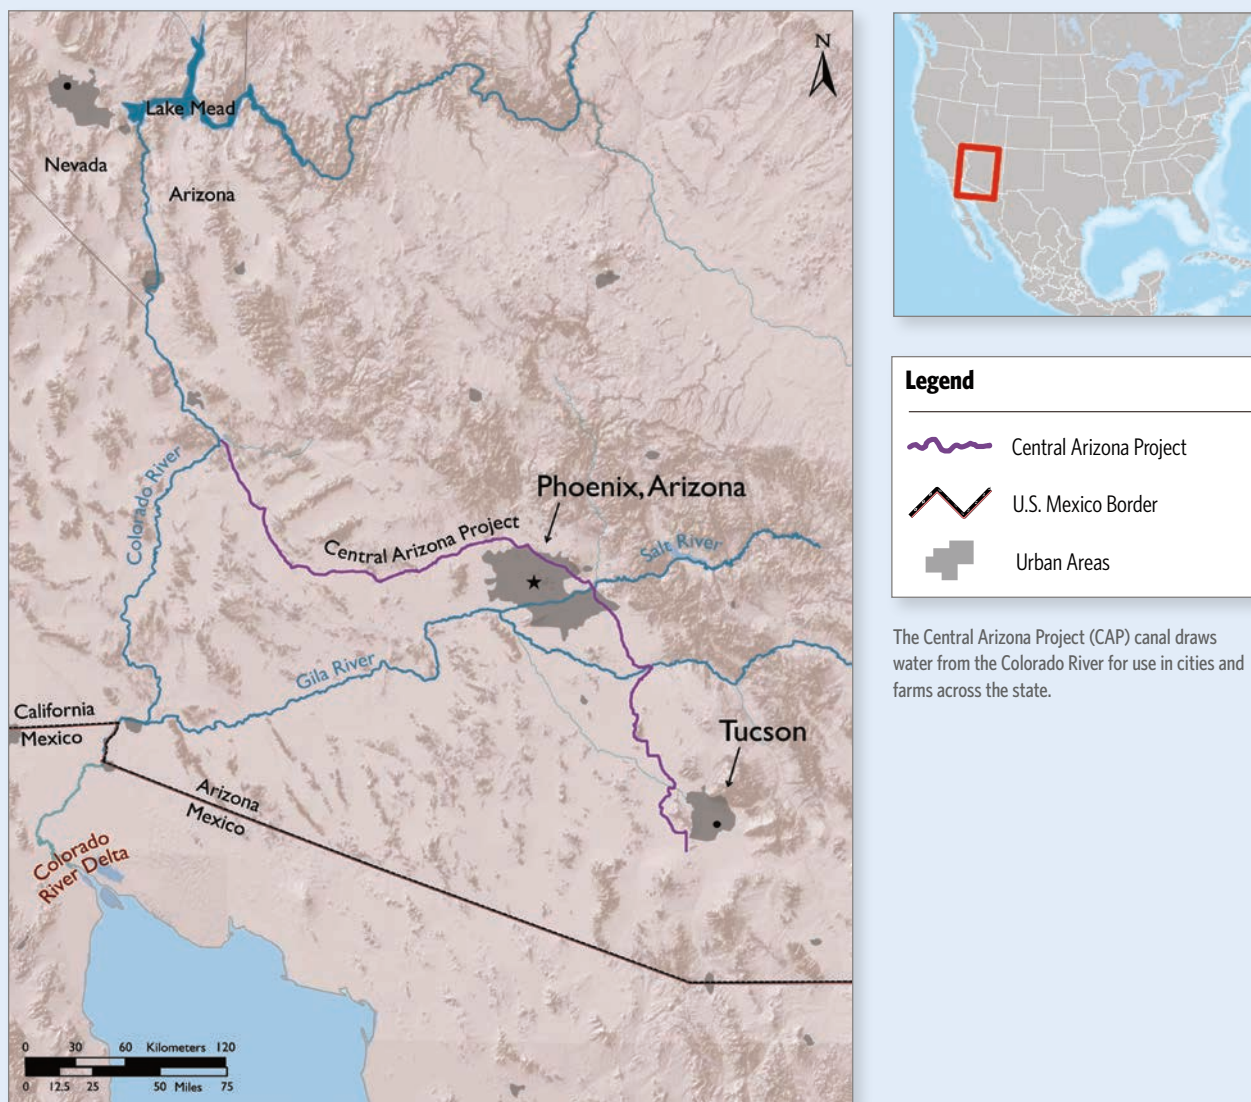 N
Lake Mead
Nevada
Arizona
Colorado River
Phoenix, Arizona
Central Arizona Project
Salt River
Gila River
California
Mexico
Tucson
Arizona
Mexico
Colorado
River Delta
0 30 60 Kilometers 120
0 12.5 25 50 Miles 75
Legend
Central Arizona Project
U.S. Mexico Border
Urban Areas
The Central Arizona Project (CAP) canal draws
water from the Colorado River for use in cities and
farms across the state.